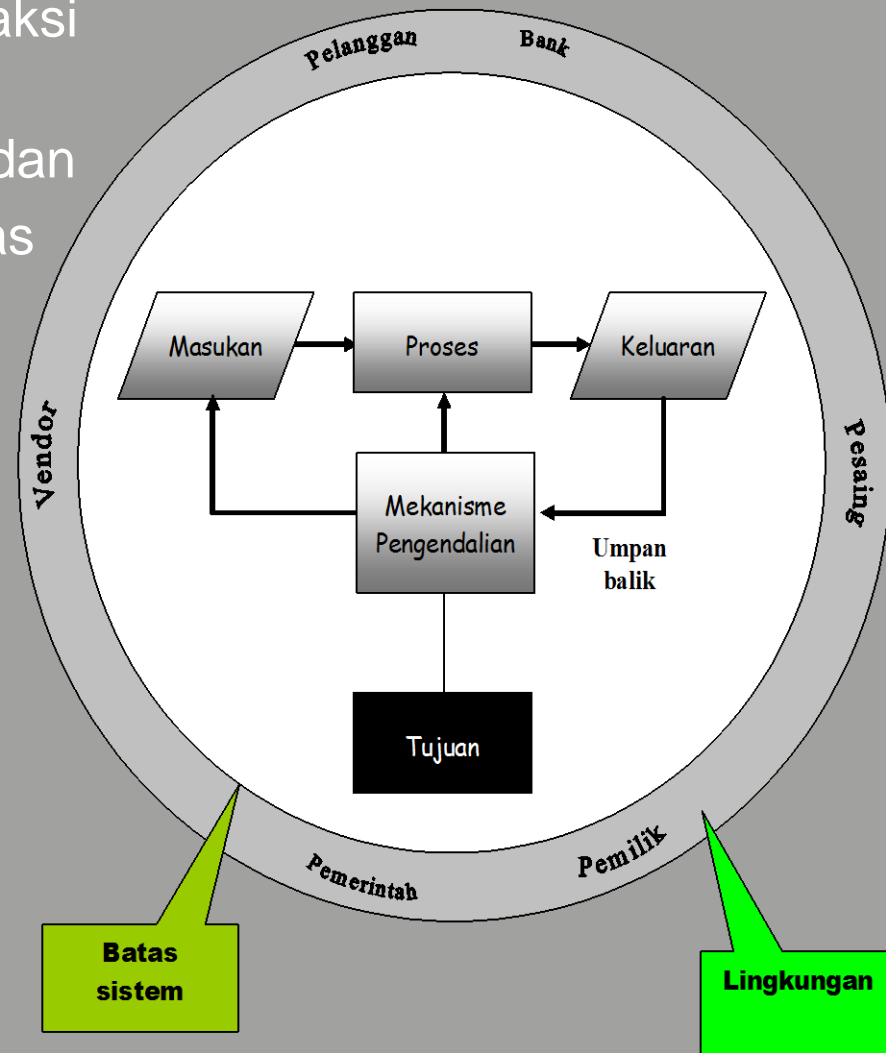 aksi
dan
as
Pelanggan
Bank
Masukan
Proses
Keluaran
Vendor
Pesaing
Mekanisme
Pengendalian
Umpan
balik
Tujuan
Pemerintah
Pemilik
Batas
sistem
Lingkungan